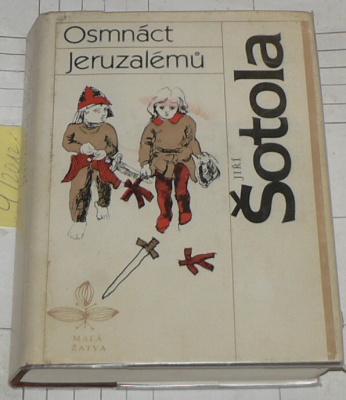 Osmnáct
Jeruzalémů
JIŘÍ
Šotola
MALÁ
ŽATVA